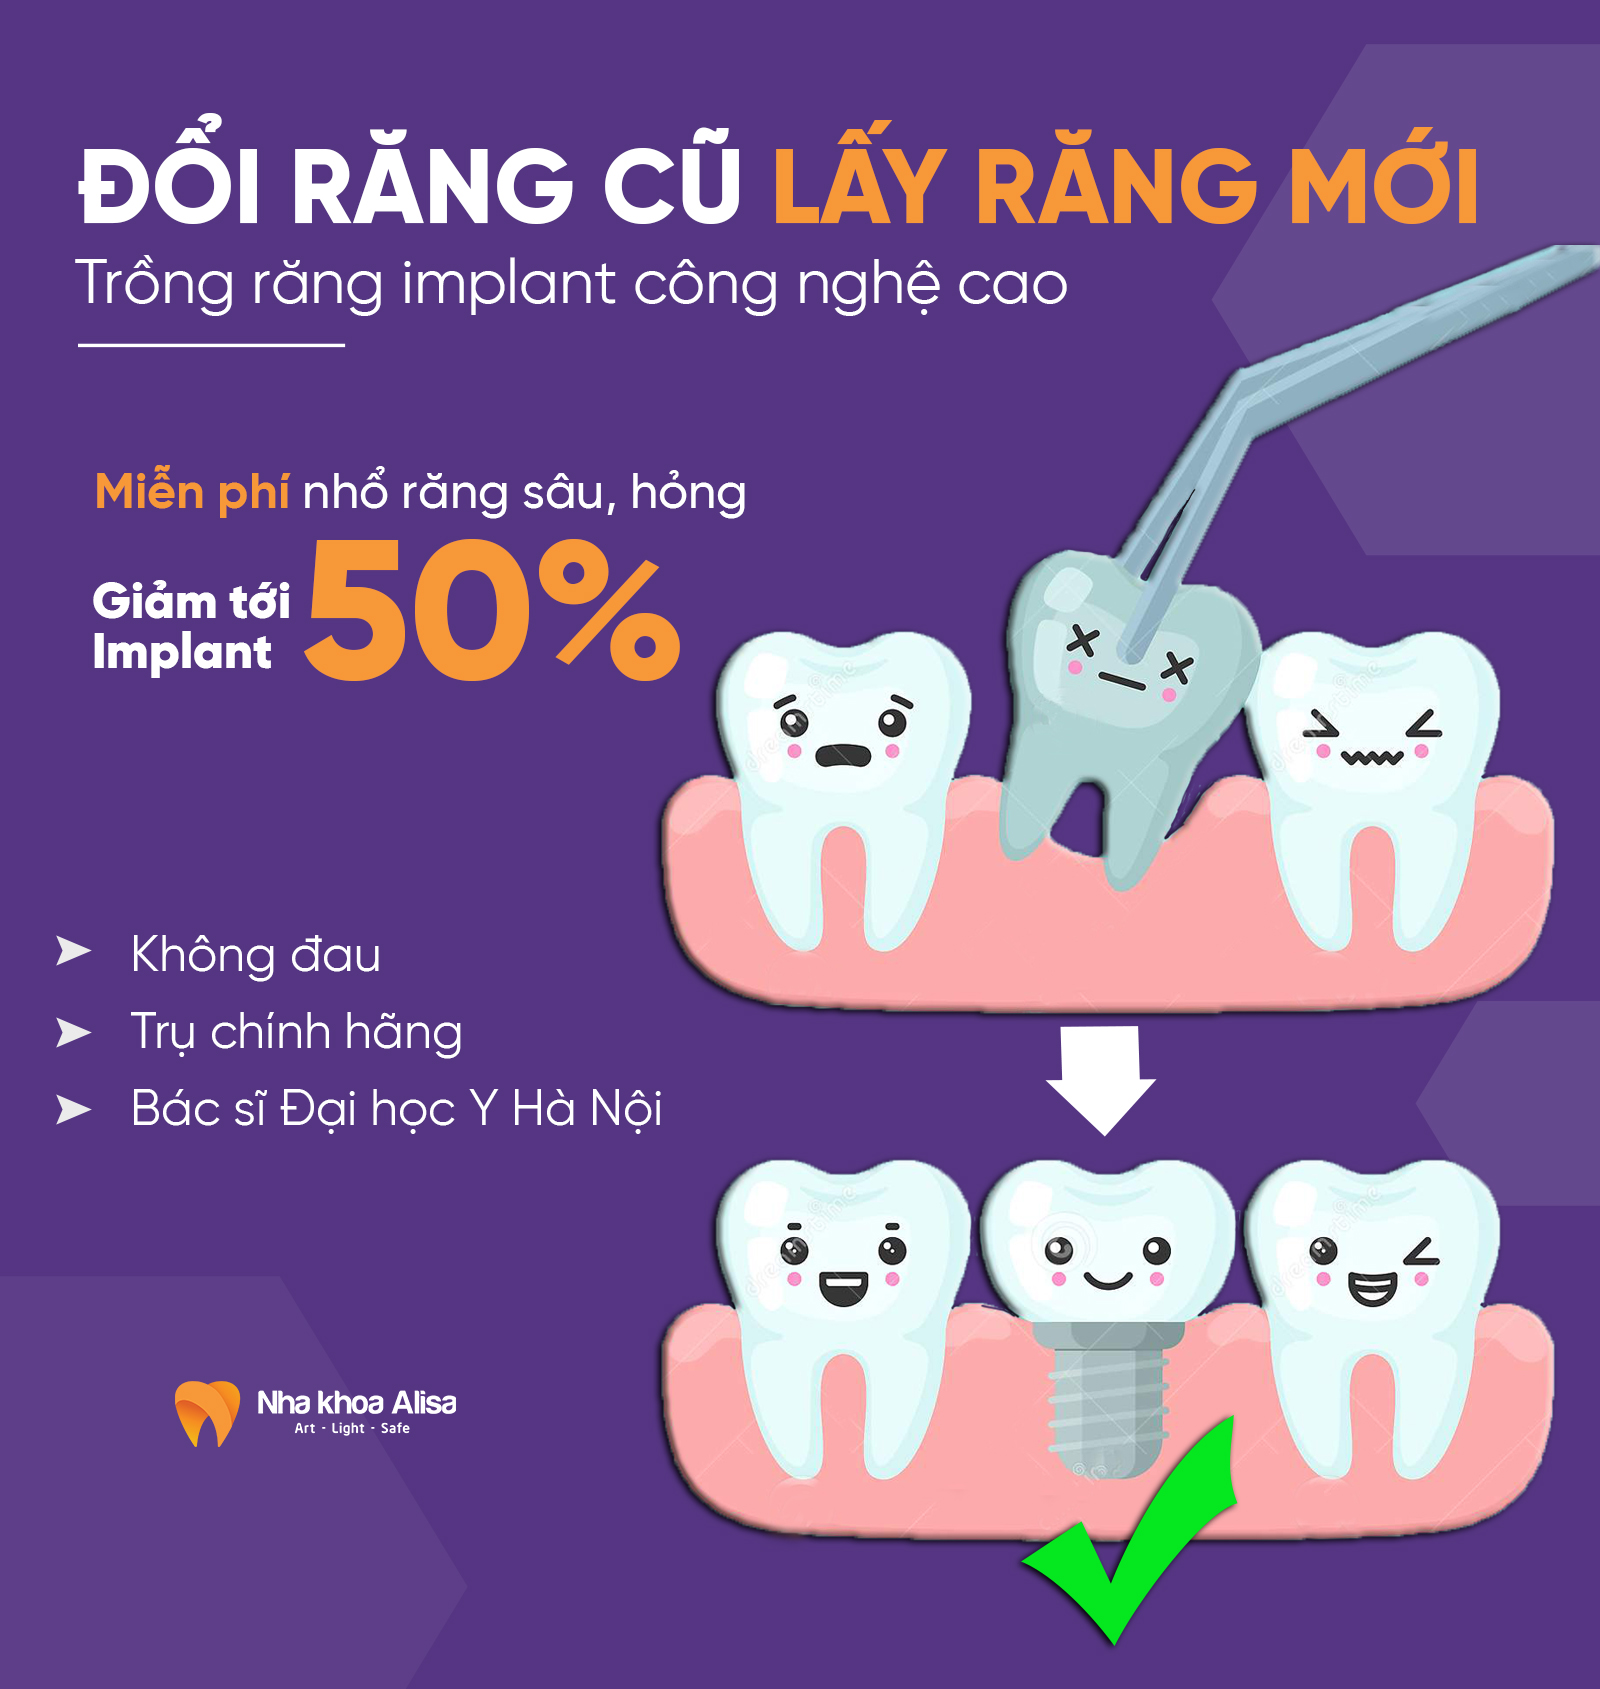 ĐỔI RĂNG CŨ LẤY RĂNG MỚI
Trồng răng implant công nghệ cao
Miễn phí nhổ răng sâu, hỏng
Giảm tới 50%
Implant
Không đau
Trụ chính hãng
Bác sĩ Đại học Y Hà Nội
Nha khoa Alisa
Art - Light - Safe